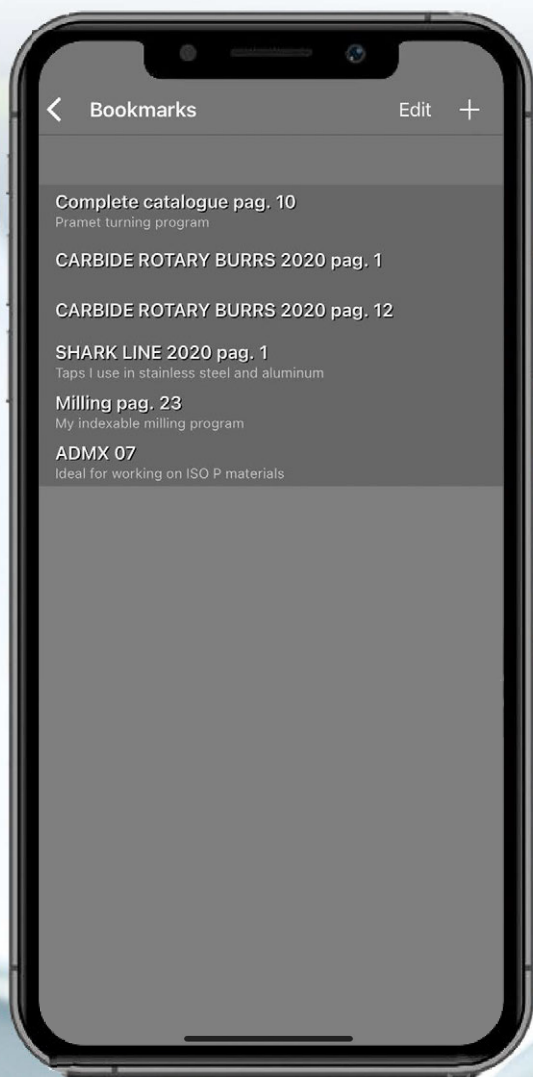 Bookmarks Edit +
Complete catalogue pag. 10
Pramet turning program
CARBIDE ROTARY BURRS 2020 pag. 1
CARBIDE ROTARY BURRS 2020 pag. 12
SHARK LINE 2020 pag. 1
Taps I use in stainless steel and aluminum
Milling pag. 23
My indexable milling program
ADMX 07
Ideal for working on ISO P materials